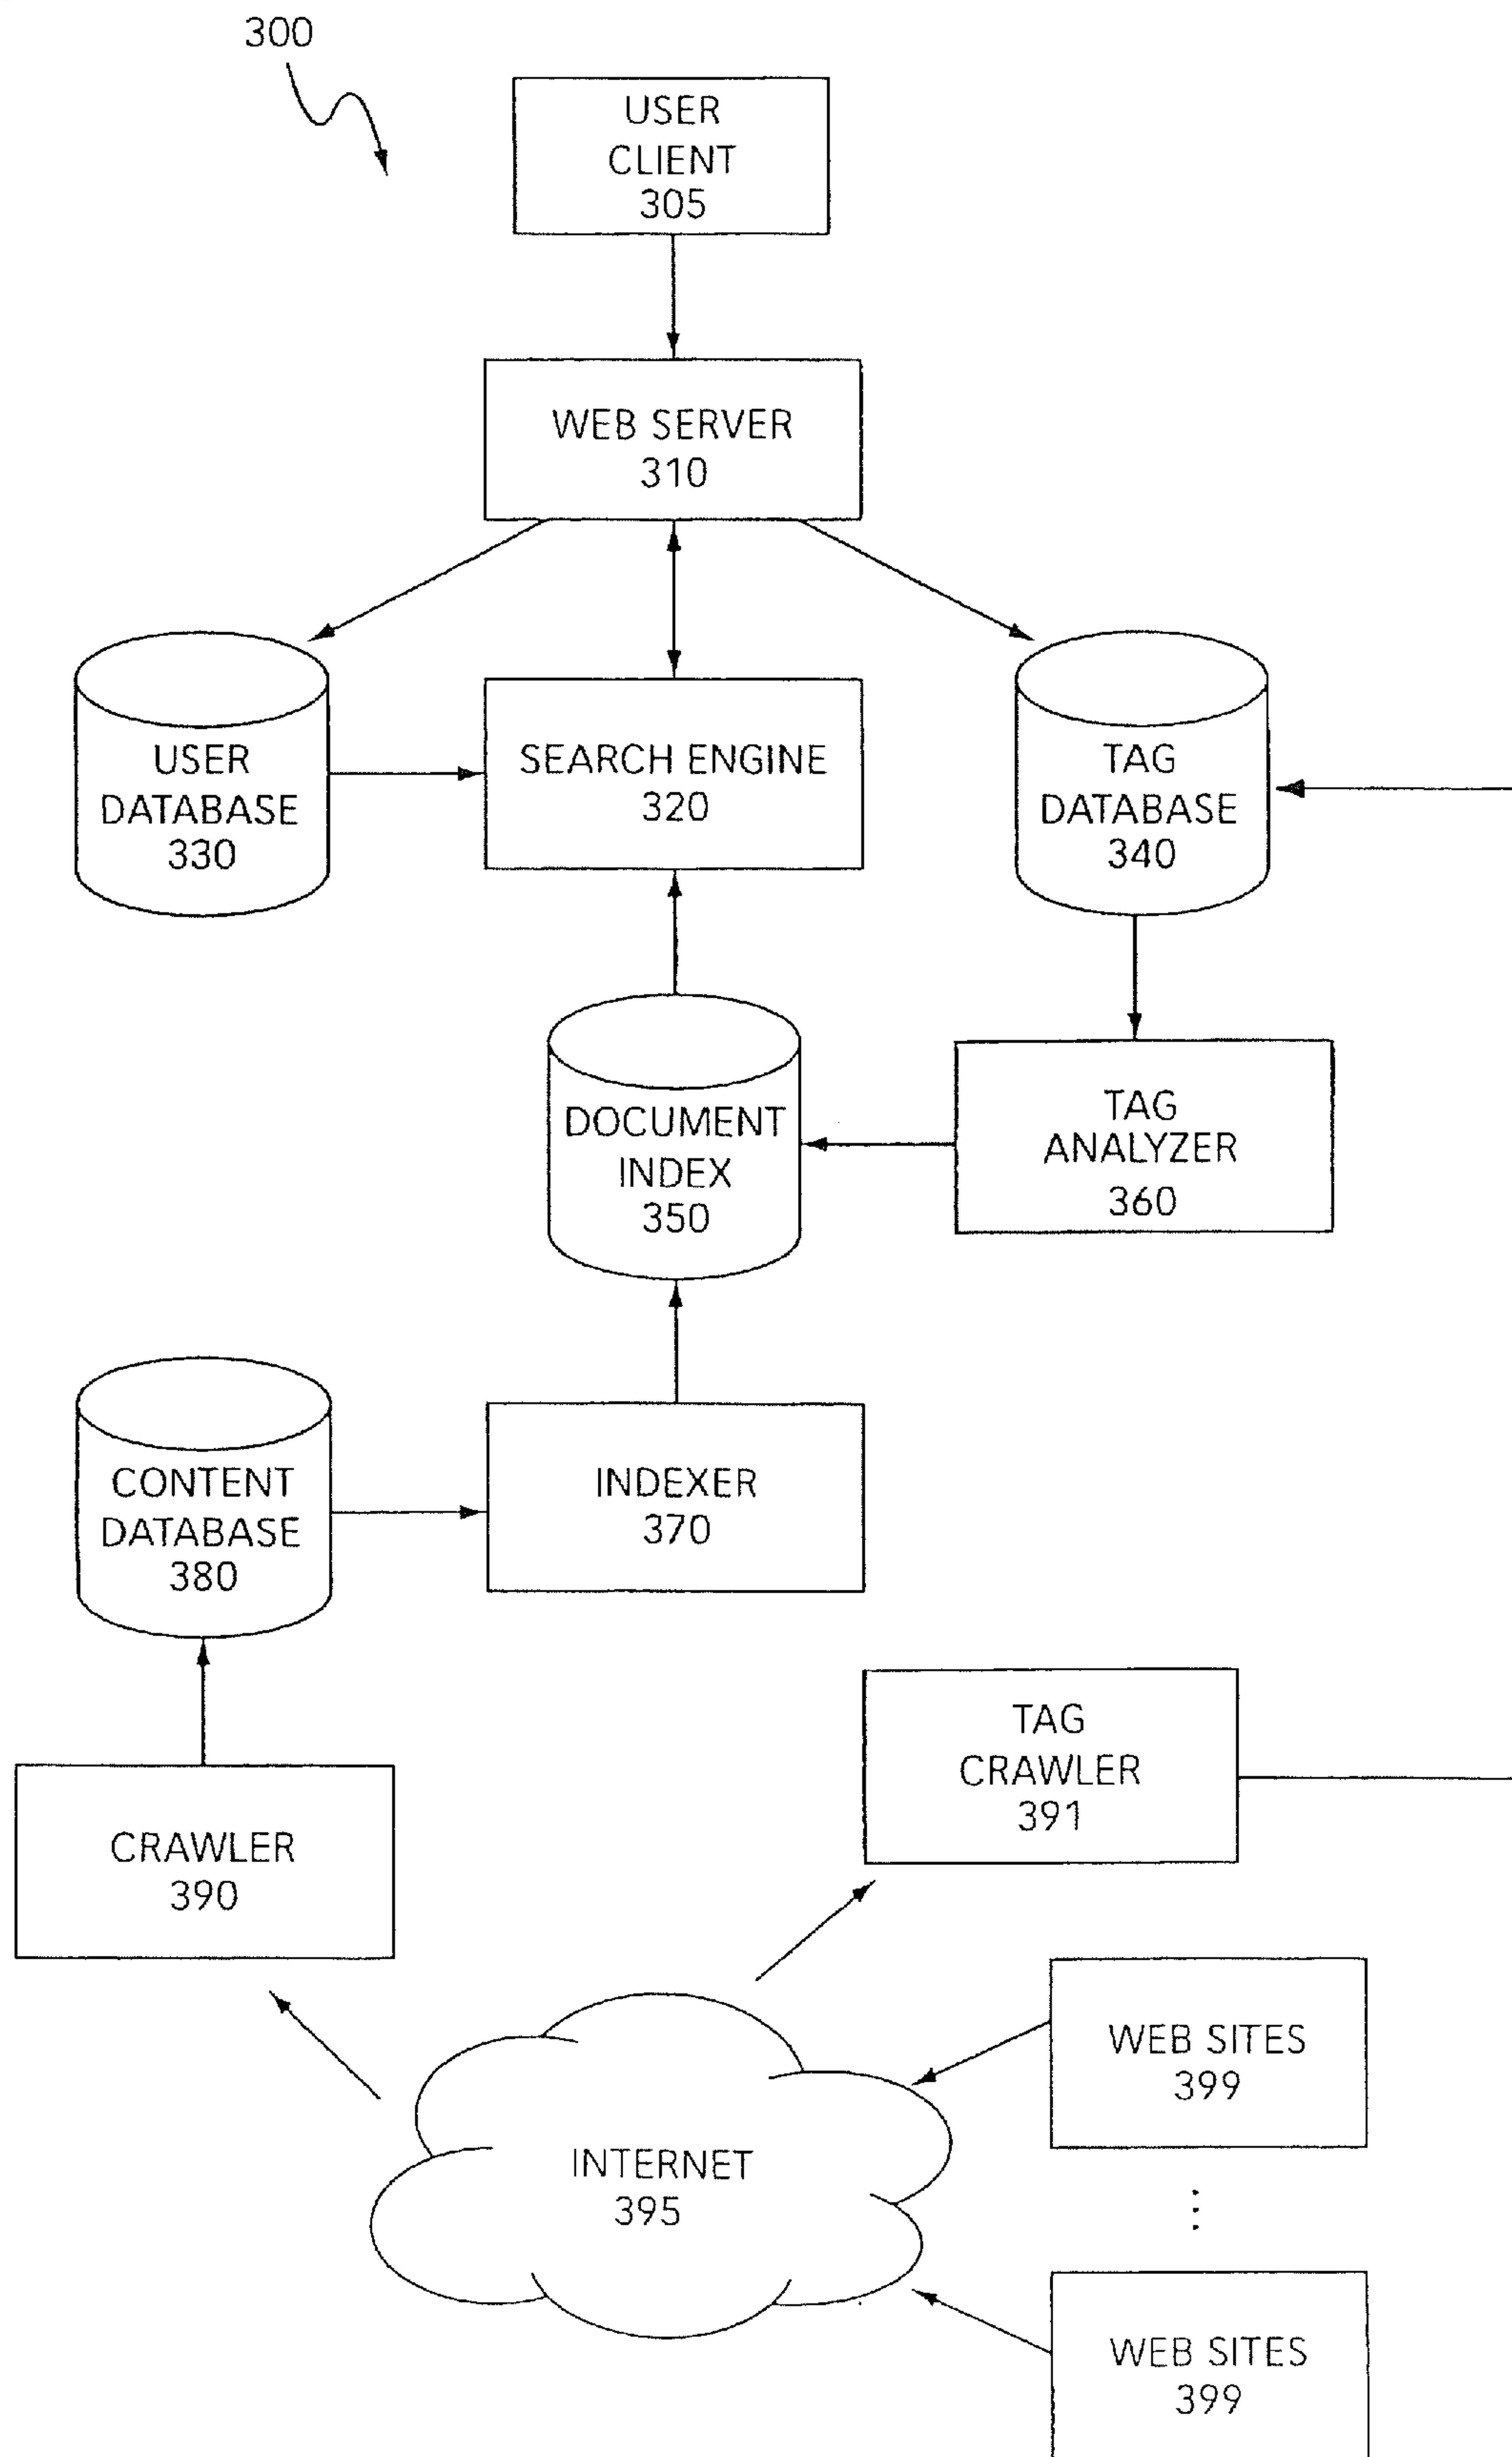 300
USER
CLIENT
305
WEB SERVER
310
USER
DATABASE
330
SEARCH ENGINE
320
TAG
DATABASE
340
DOCUMENT
INDEX
350
TAG
ANALYZER
360
CONTENT
DATABASE
380
INDEXER
370
TAG
CRAWLER
391
CRAWLER
390
WEB SITES
399
INTERNET
395
WEB SITES
399